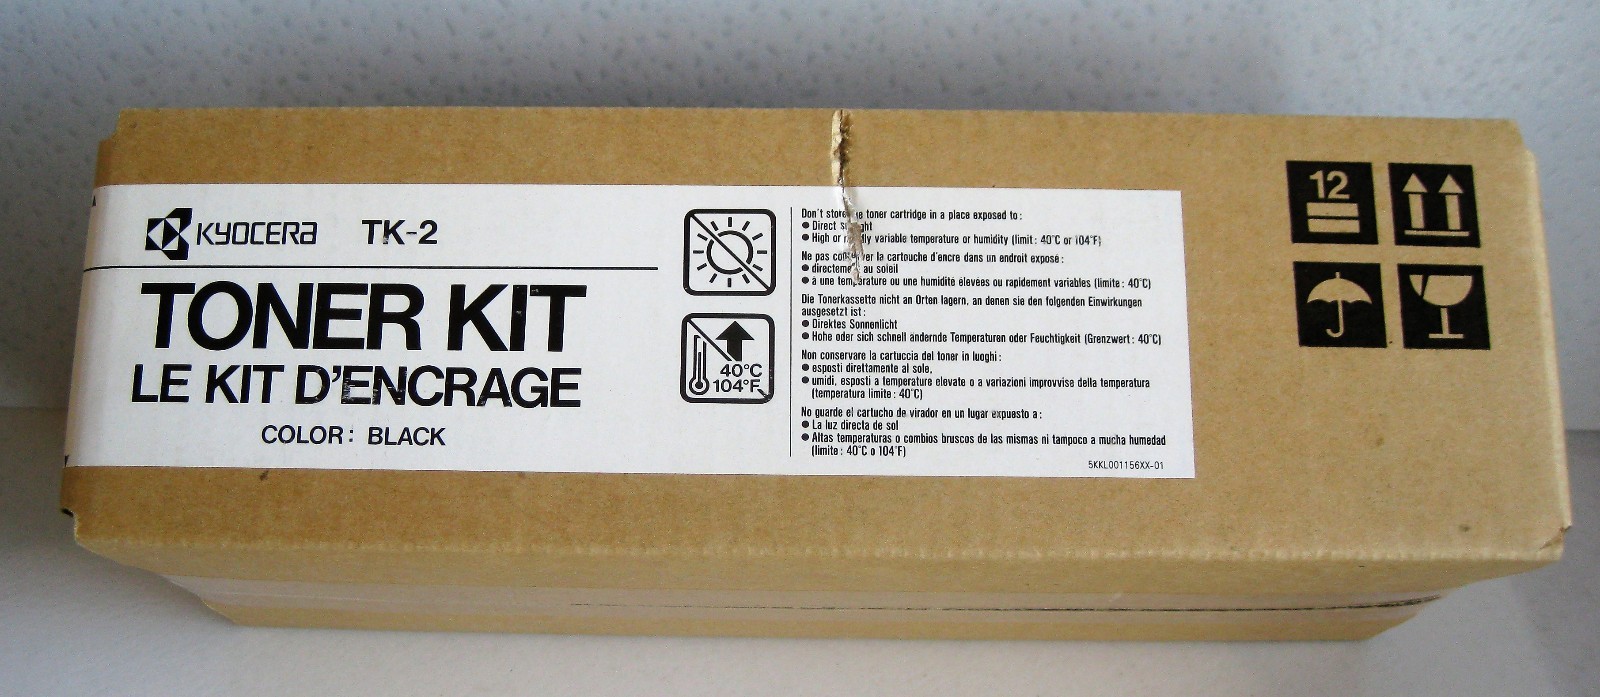 KYOCERA TK-2
TONER KIT
LE KIT D'ENCRAGE
COLOR: BLACK
40°C
104°F
Don't store toner cartridge in a place exposed to:
● Direct
● High or variable temperature or humidity (limit: 40°C or 104°F)
Ne pas la cartouche d'encre dans un endroit exposé:
● directement au soleil
● à une température ou une humidité élevées ou rapidement variables (limite: 40°C)
Die Tonerkassette nicht an Orten lagern, an denen sie den folgenden Einwirkungen
ausgesetzt ist:
● Direktes Sonnenlicht
● Hohe oder sich schnell ändernde Temperaturen oder Feuchtigkeit (Grenzwert: 40°C)
Non conservare la cartuccia del toner in luoghi:
● esposti direttamente al sole,
● umidi, esposti a temperature elevate o a variazioni improvvise della temperatura
(temperatura limite: 40°C)
No guarde el cartucho de virador en un lugar expuesto a:
● La luz directa de sol
● Altas temperaturas o combios bruscos de las mismas ni tampoco a mucha humedad
(limite: 40°C o 104°F)
5KKL001156XX-01
12